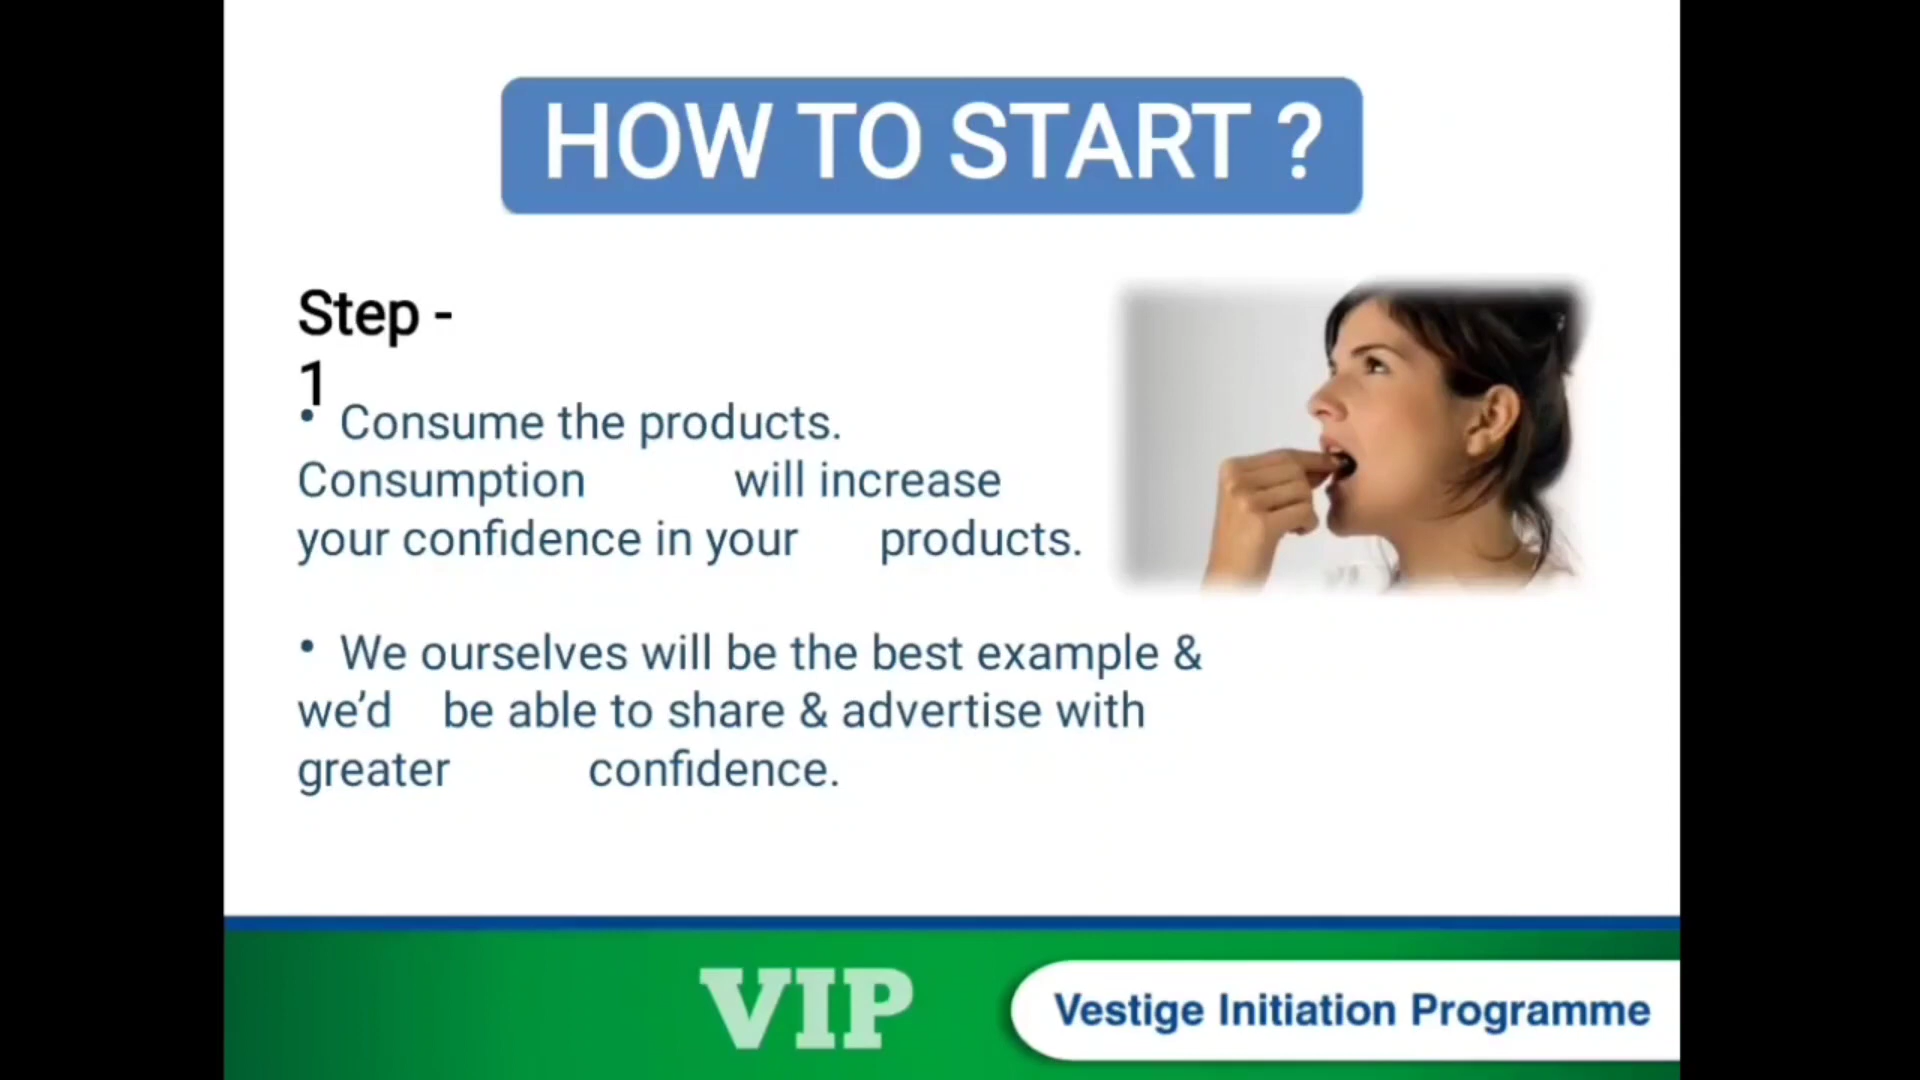 HOW TO START ?
Step -
1
• Consume the products.
Consumption will increase
your confidence in your products.
• We ourselves will be the best example &
we’d be able to share & advertise with
greater confidence.
VIP
Vestige Initiation Programme